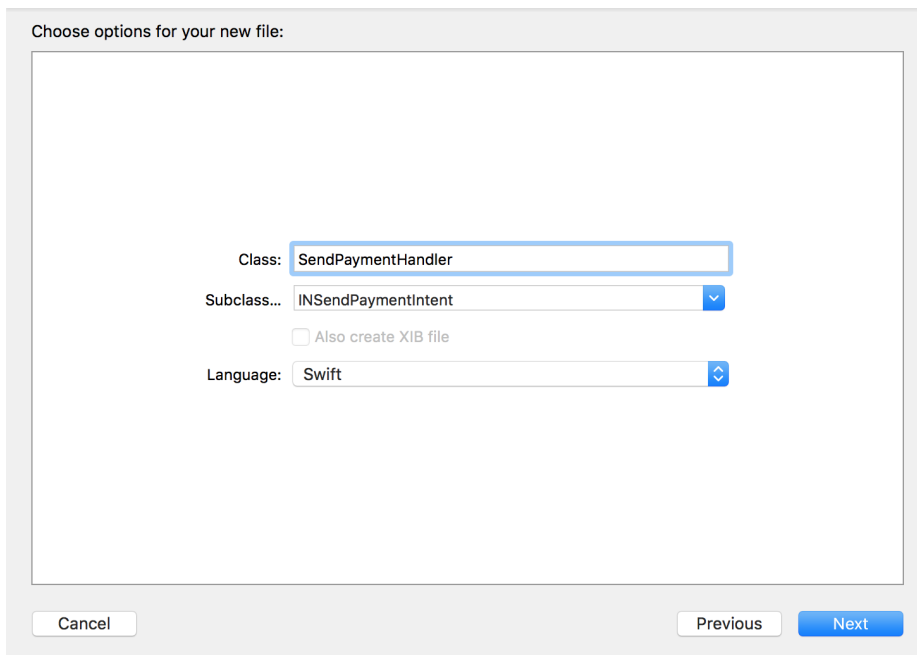 Choose options for your new file:
Class: SendPaymentHandler
Subclass... INSendPaymentIntent
Also create XIB file
Language: Swift
Cancel Previous Next